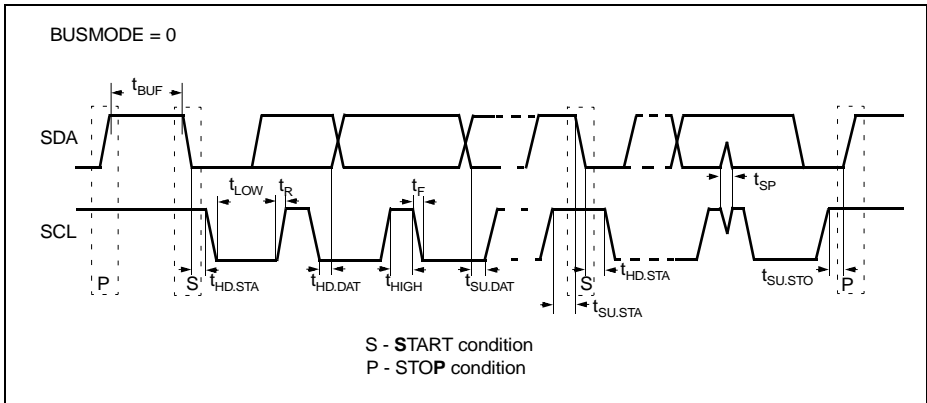 BUSMODE = 0
tBUF
SDA
tLOW
tR
tF
tSP
SCL
P
S
tHD.STA
tHD.DAT
tHIGH
tSU.DAT
S
tHD.STA
tSU.STO
P
tSU.STA
S - START condition
P - STOP condition